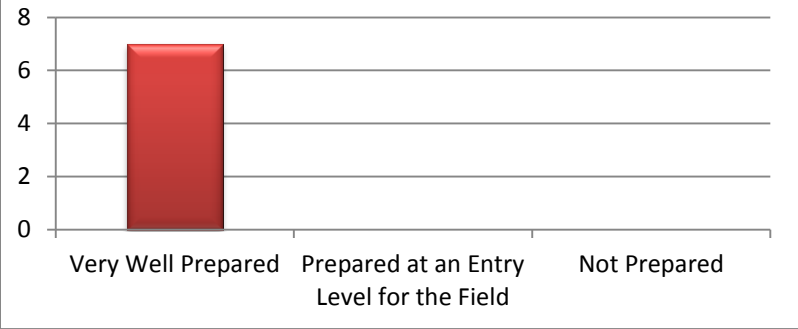 8
6
4
2
0
Very Well Prepared
Prepared at an Entry
Level for the Field
Not Prepared